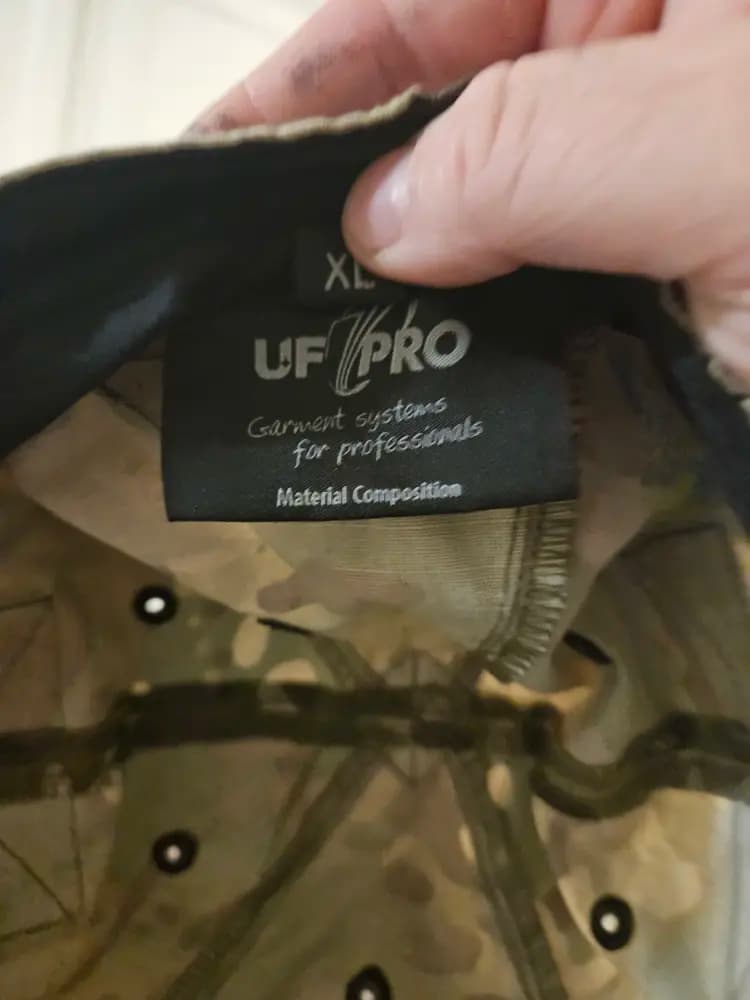 XL
UF PRO
Garment systems
for professionals
Material Composition